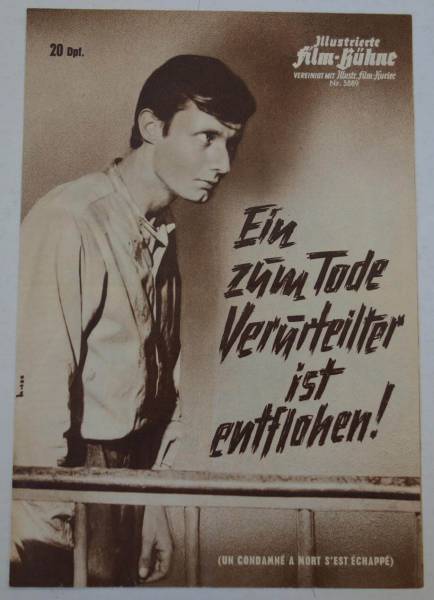 20 Dpf.
Illustrierte
Film-Bühne
VEREINIGT MIT Illustr. Film-Kurier
Nr. 3889
Ein
zum Tode
Verurteilter
ist
entflohen!
(UN CONDAMNÉ A MORT S'EST ÉCHAPPÉ)